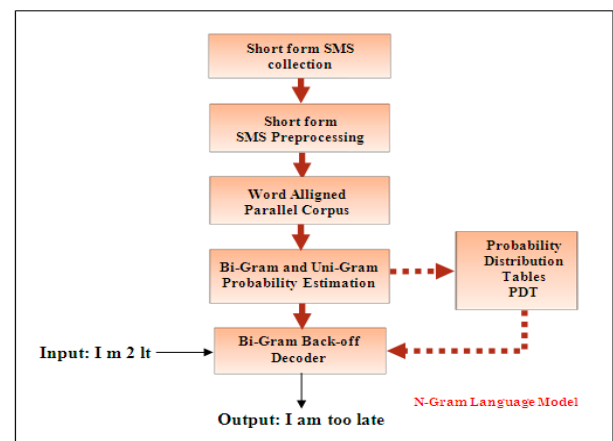 Short form SMS
collection
Short form
SMS Preprocessing
Word Alligned
Parallel Corpus
Bi-Gram and Uni-Gram
Probability Estimation
Probability
Distribution
Tables
PDT
Input: I m 2 lt
Bi-Gram Back-off
Decoder
N-Gram Language Model
Output: I am too late